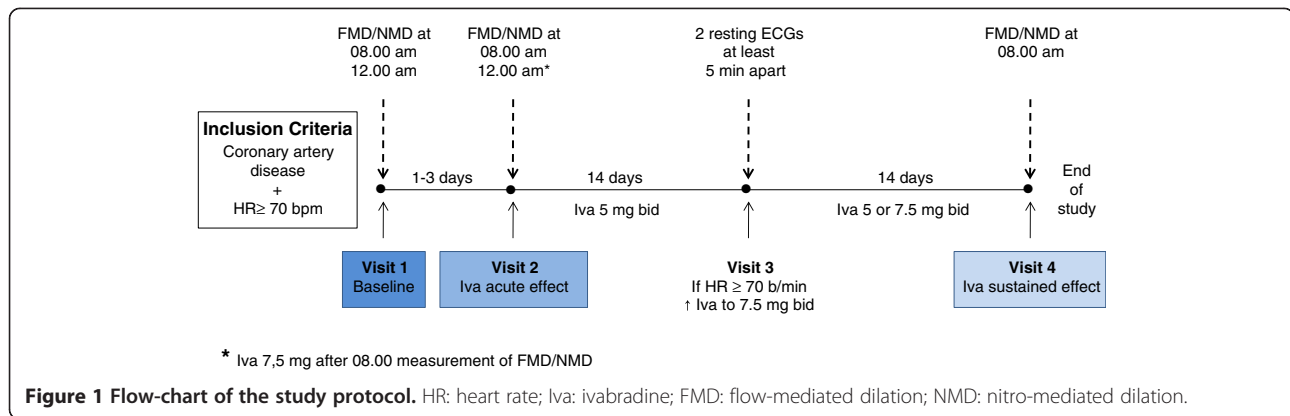 FMD/NMD at
08.00 am
12.00 am
FMD/NMD at
08.00 am
12.00 am*
2 resting ECGs
at least
5 min apart
FMD/NMD at
08.00 am
Inclusion Criteria
Coronary artery
disease
+
HR≥ 70 bpm
1-3 days
14 days
Iva 5 mg bid
14 days
Iva 5 or 7.5 mg bid
End
of
study
Visit 1
Baseline
Visit 2
Iva acute effect
Visit 3
If HR ≥ 70 b/min
↑ Iva to 7.5 mg bid
Visit 4
Iva sustained effect
* Iva 7,5 mg after 08.00 measurement of FMD/NMD
Figure 1 Flow-chart of the study protocol. HR: heart rate; Iva: ivabradine; FMD: flow-mediated dilation; NMD: nitro-mediated dilation.